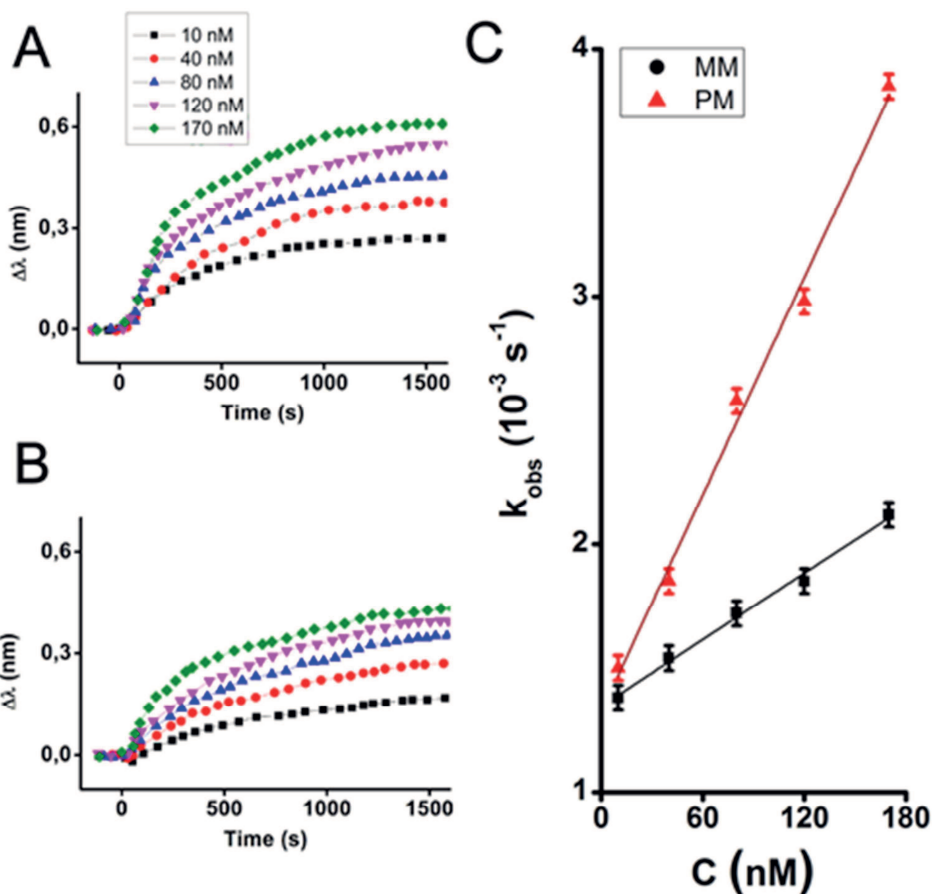 A
10 nM
40 nM
80 nM
120 nM
170 nM
0,6
0,3
0,0
Δλ (nm)
0 500 1000 1500
Time (s)
B
0,6
0,3
0,0
Δλ (nm)
0 500 1000 1500
Time (s)
C
MM
PM
4
3
2
1
k_obs (10^-3 s^-1)
0 60 120 180
C (nM)